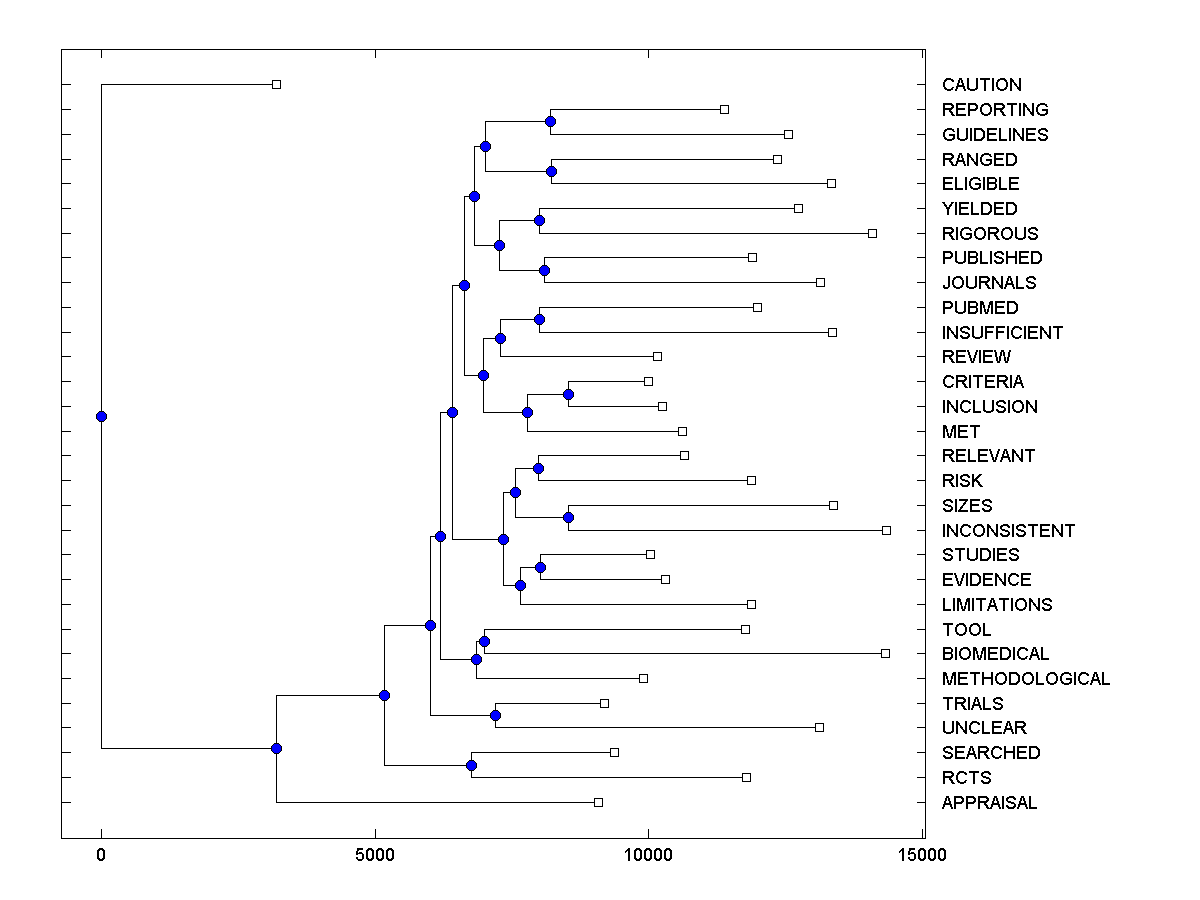 CAUTION
REPORTING
GUIDELINES
RANGED
ELIGIBLE
YIELDED
RIGOROUS
PUBLISHED
JOURNALS
PUBMED
INSUFFICIENT
REVIEW
CRITERIA
INCLUSION
MET
RELEVANT
RISK
SIZES
INCONSISTENT
STUDIES
EVIDENCE
LIMITATIONS
TOOL
BIOMEDICAL
METHODOLOGICAL
TRIALS
UNCLEAR
SEARCHED
RCTS
APPRAISAL
0 5000 10000 15000